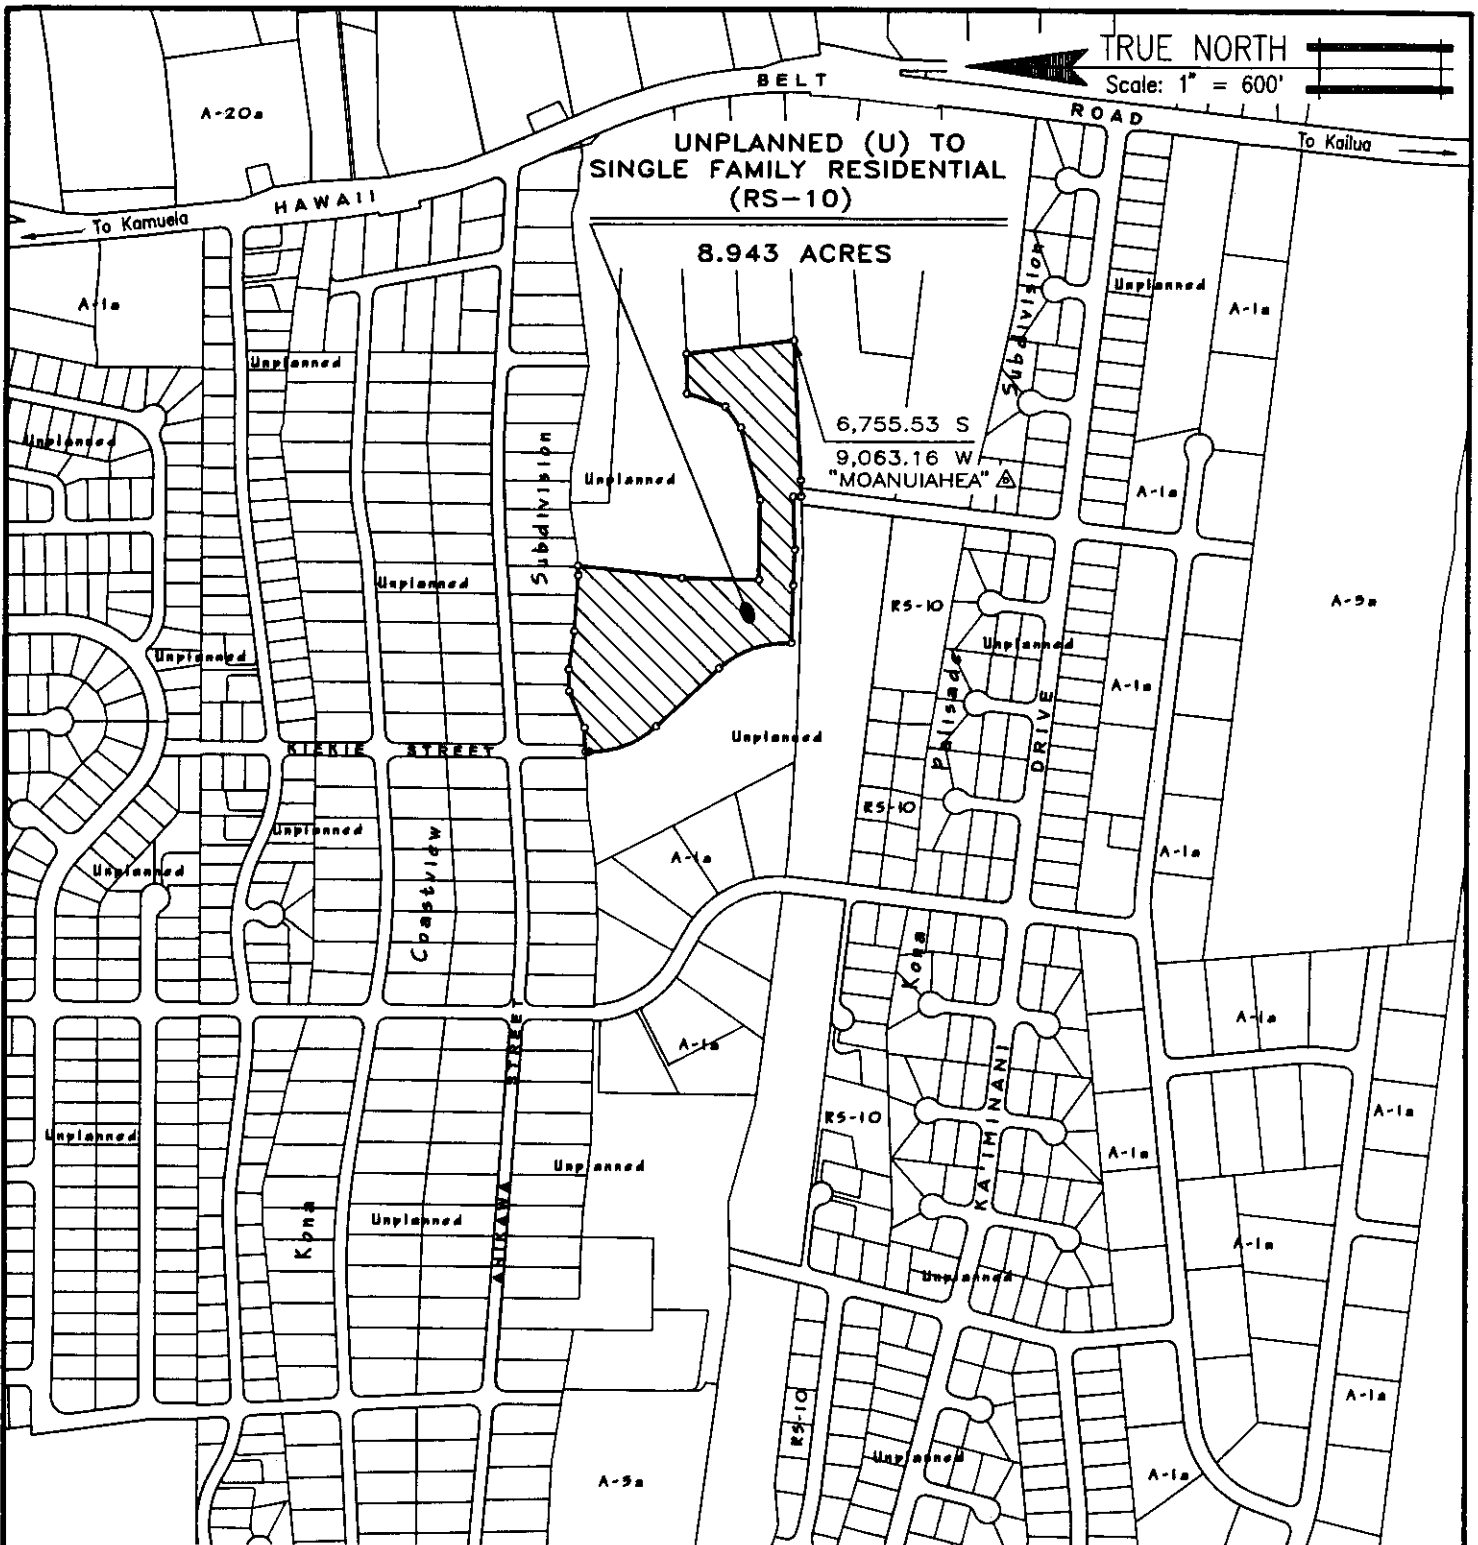 TRUE NORTH
Scale: 1" = 600'
BELT
ROAD
To Kailua
A-20a
HAWAII
To Kamuela
UNPLANNED (U) TO
SINGLE FAMILY RESIDENTIAL
(RS-10)
8.943 ACRES
A-1a
Unplanned
Subdivision
Unplanned
A-1a
Unplanned
Unplanned
Subdivision
Unplanned
6,755.53 S
9,063.16 W
"MOANUIAHEA"
A-1a
Unplanned
RS-10
A-5a
Unplanned
Unplanned
Palisade
A-1a
DRIVE
KIEKIE STREET
Unplanned
RS-10
Unplanned
Coastview
A-1a
A-1a
Unplanned
Kona
STREET
A-1a
A-1a
KA'IMINANI
RS-10
A-1a
Unplanned
A-1a
Unplanned
AHIKAWA
Kona
Unplanned
A-1a
Unplanned
RS-10
A-1a
Unplanned
A-5a
A-1a